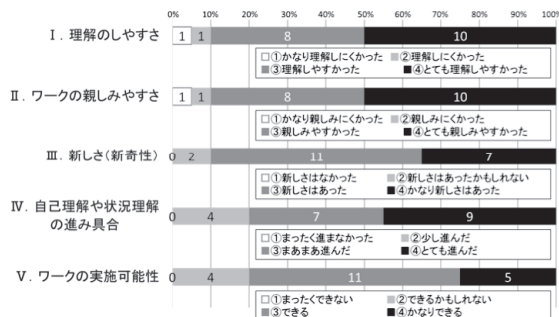 0% 10% 20% 30% 40% 50% 60% 70% 80% 90% 100%
Ⅰ．理解のしやすさ
1 1 8 10
□①かなり理解しにくかった ■②理解しにくかった
■③理解しやすかった ■④とても理解しやすかった
Ⅱ．ワークの親しみやすさ
1 1 8 10
□①かなり親しみにくかった ■②親しみにくかった
■③親しみやすかった ■④とても親しみやすかった
Ⅲ．新しさ（新奇性）
0 2 11 7
□①新しさはなかった ■②新しさはあったかもしれない
■③新しさはあった ■④かなり新しさはあった
Ⅳ．自己理解や状況理解
の進み具合
0 4 7 9
□①まったく進まなかった ■②少し進んだ
■③まあまあ進んだ ■④とても進んだ
Ⅴ．ワークの実施可能性
0 4 11 5
□①まったくできない ■②できるかもしれない
■③できる ■④かなりできる